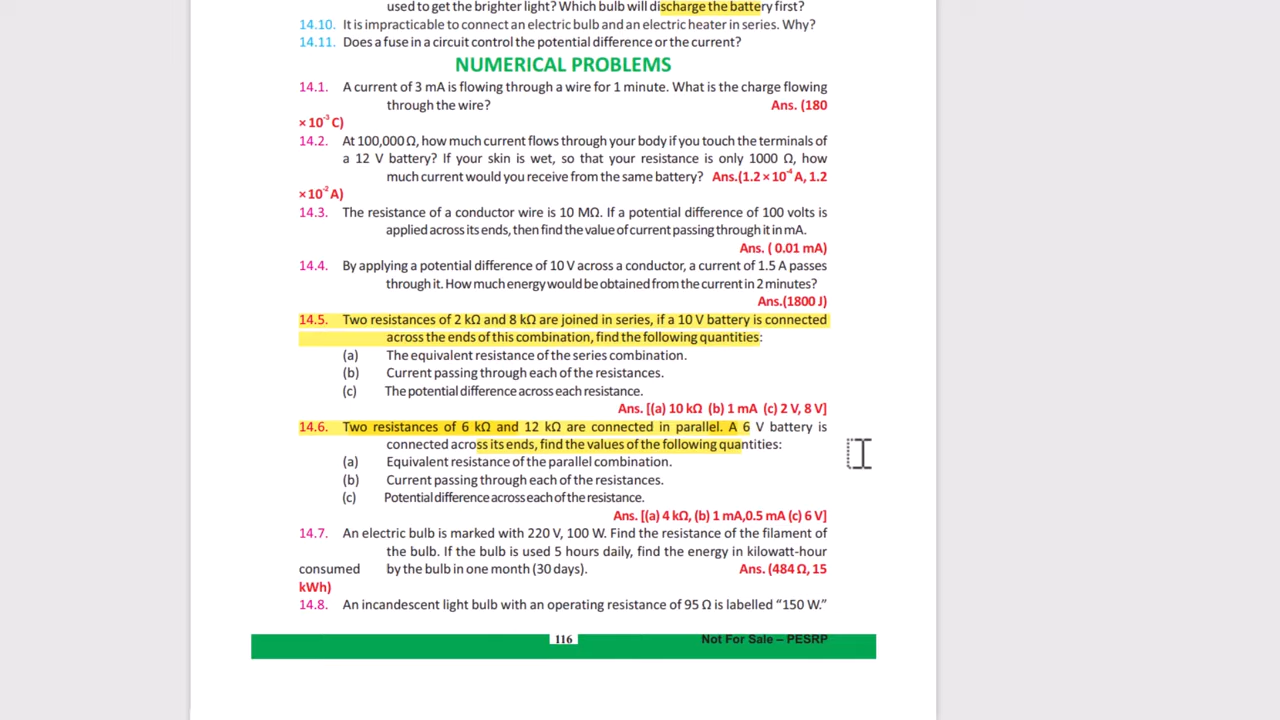 used to get the brighter light? Which bulb will discharge the battery first?
14.10. It is impracticable to connect an electric bulb and an electric heater in series. Why?
14.11. Does a fuse in a circuit control the potential difference or the current?
NUMERICAL PROBLEMS
14.1. A current of 3 mA is flowing through a wire for 1 minute. What is the charge flowing
through the wire? Ans. (180
× 10⁻³ C)
14.2. At 100,000 Ω, how much current flows through your body if you touch the terminals of
a 12 V battery? If your skin is wet, so that your resistance is only 1000 Ω, how
much current would you receive from the same battery? Ans.(1.2 × 10⁻⁴ A, 1.2
× 10⁻² A)
14.3. The resistance of a conductor wire is 10 MΩ. If a potential difference of 100 volts is
applied across its ends, then find the value of current passing through it in mA.
Ans. ( 0.01 mA)
14.4. By applying a potential difference of 10 V across a conductor, a current of 1.5 A passes
through it. How much energy would be obtained from the current in 2 minutes?
Ans.(1800 J)
14.5. Two resistances of 2 kΩ and 8 kΩ are joined in series, if a 10 V battery is connected
across the ends of this combination, find the following quantities:
(a) The equivalent resistance of the series combination.
(b) Current passing through each of the resistances.
(c) The potential difference across each resistance.
Ans. [(a) 10 kΩ (b) 1 mA (c) 2 V, 8 V]
14.6. Two resistances of 6 kΩ and 12 kΩ are connected in parallel. A 6 V battery is
connected across its ends, find the values of the following quantities:
(a) Equivalent resistance of the parallel combination.
(b) Current passing through each of the resistances.
(c) Potential difference across each of the resistance.
Ans. [(a) 4 kΩ, (b) 1 mA,0.5 mA (c) 6 V]
14.7. An electric bulb is marked with 220 V, 100 W. Find the resistance of the filament of
the bulb. If the bulb is used 5 hours daily, find the energy in kilowatt-hour
consumed by the bulb in one month (30 days). Ans. (484 Ω, 15
kWh)
14.8. An incandescent light bulb with an operating resistance of 95 Ω is labelled “150 W.”
116 Not For Sale – PESRP